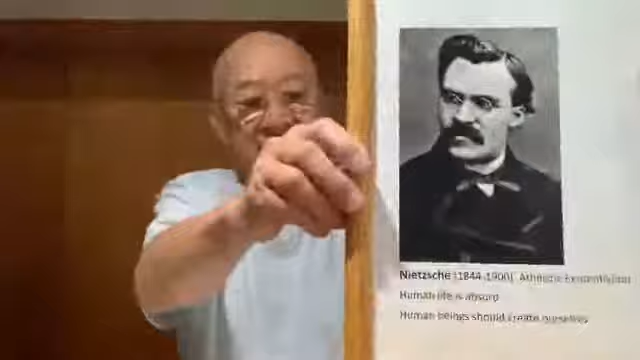 Nietzsche (1844-1900) Atheistic Existentialism
Human life is absurd
Human beings should create ourselves